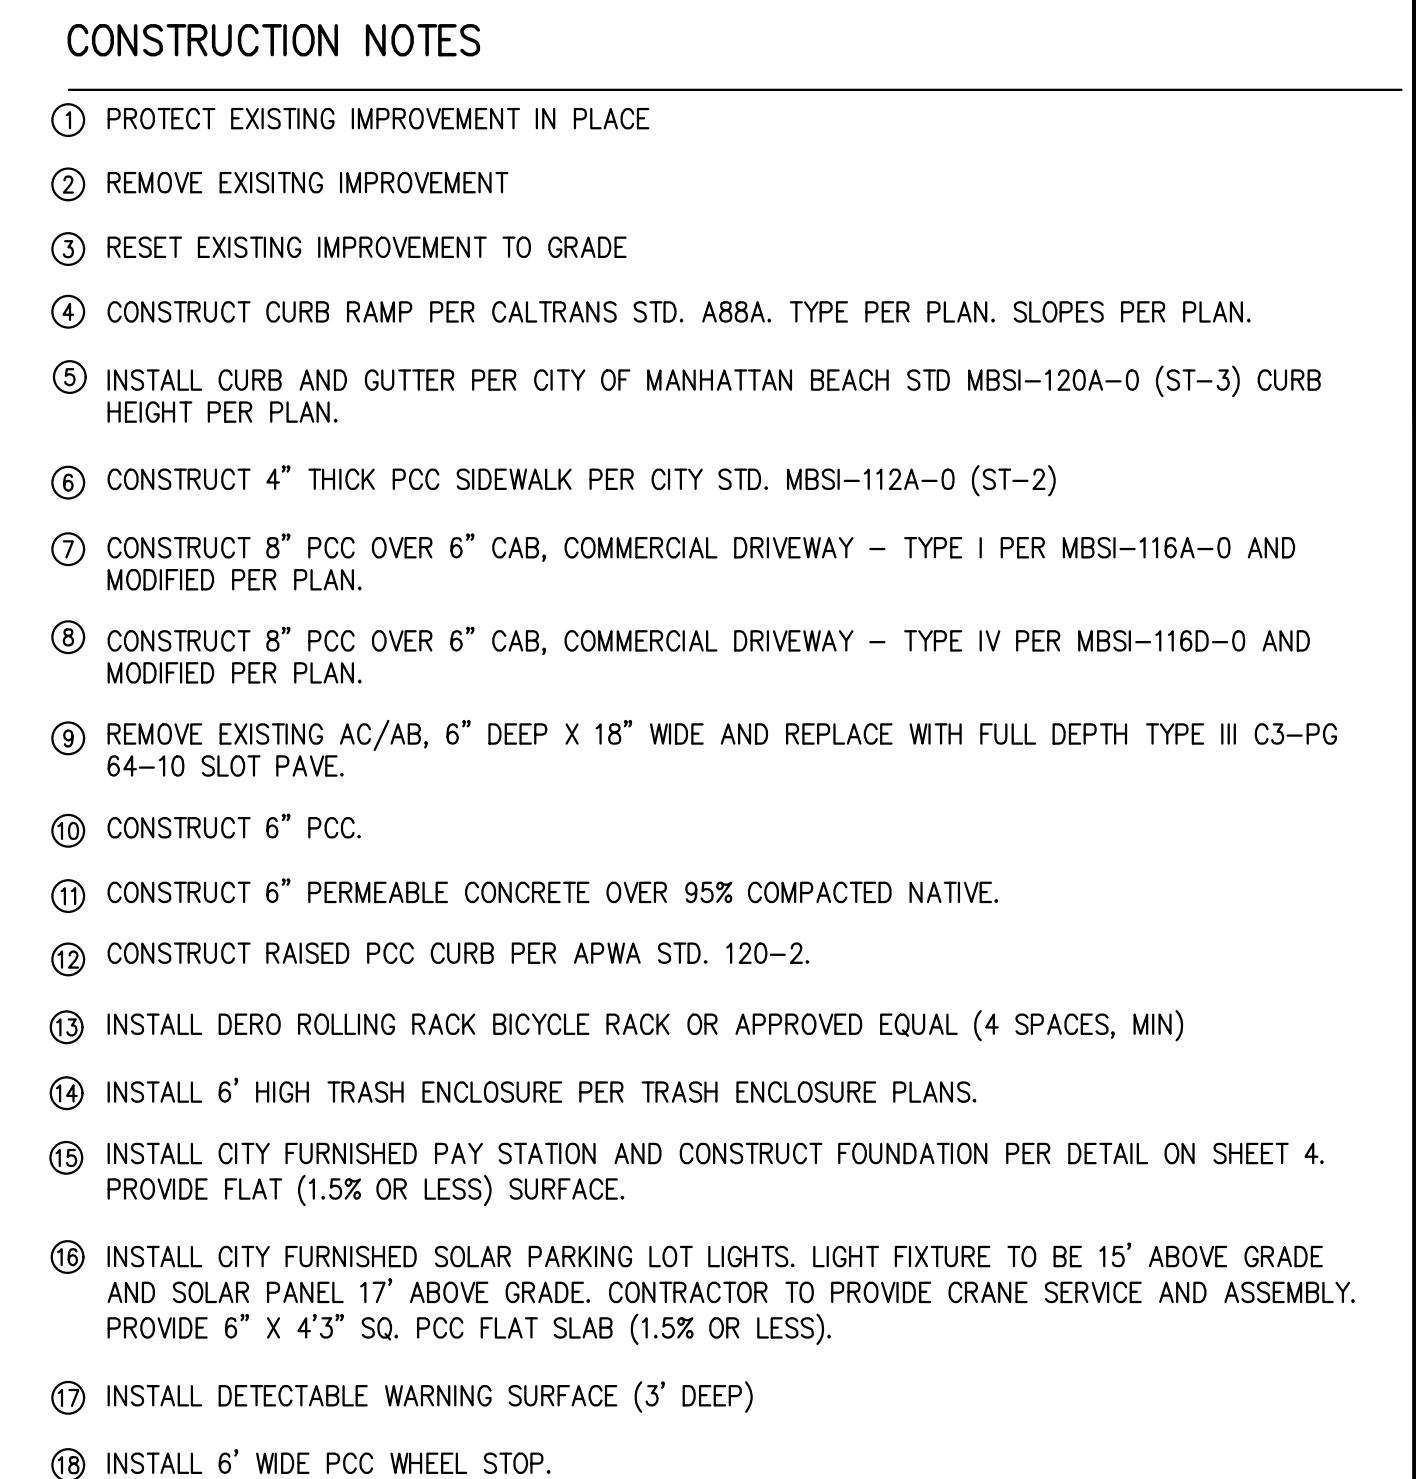 CONSTRUCTION NOTES
1 PROTECT EXISTING IMPROVEMENT IN PLACE
2 REMOVE EXISITNG IMPROVEMENT
3 RESET EXISTING IMPROVEMENT TO GRADE
4 CONSTRUCT CURB RAMP PER CALTRANS STD. A88A. TYPE PER PLAN. SLOPES PER PLAN.
5 INSTALL CURB AND GUTTER PER CITY OF MANHATTAN BEACH STD MBSI–120A–0 (ST–3) CURB
HEIGHT PER PLAN.
6 CONSTRUCT 4" THICK PCC SIDEWALK PER CITY STD. MBSI–112A–0 (ST–2)
7 CONSTRUCT 8" PCC OVER 6" CAB, COMMERCIAL DRIVEWAY – TYPE I PER MBSI–116A–0 AND
MODIFIED PER PLAN.
8 CONSTRUCT 8" PCC OVER 6" CAB, COMMERCIAL DRIVEWAY – TYPE IV PER MBSI–116D–0 AND
MODIFIED PER PLAN.
9 REMOVE EXISTING AC/AB, 6" DEEP X 18" WIDE AND REPLACE WITH FULL DEPTH TYPE III C3–PG
64–10 SLOT PAVE.
10 CONSTRUCT 6" PCC.
11 CONSTRUCT 6" PERMEABLE CONCRETE OVER 95% COMPACTED NATIVE.
12 CONSTRUCT RAISED PCC CURB PER APWA STD. 120–2.
13 INSTALL DERO ROLLING RACK BICYCLE RACK OR APPROVED EQUAL (4 SPACES, MIN)
14 INSTALL 6' HIGH TRASH ENCLOSURE PER TRASH ENCLOSURE PLANS.
15 INSTALL CITY FURNISHED PAY STATION AND CONSTRUCT FOUNDATION PER DETAIL ON SHEET 4.
PROVIDE FLAT (1.5% OR LESS) SURFACE.
16 INSTALL CITY FURNISHED SOLAR PARKING LOT LIGHTS. LIGHT FIXTURE TO BE 15' ABOVE GRADE
AND SOLAR PANEL 17' ABOVE GRADE. CONTRACTOR TO PROVIDE CRANE SERVICE AND ASSEMBLY.
PROVIDE 6" X 4'3" SQ. PCC FLAT SLAB (1.5% OR LESS).
17 INSTALL DETECTABLE WARNING SURFACE (3' DEEP)
18 INSTALL 6' WIDE PCC WHEEL STOP.